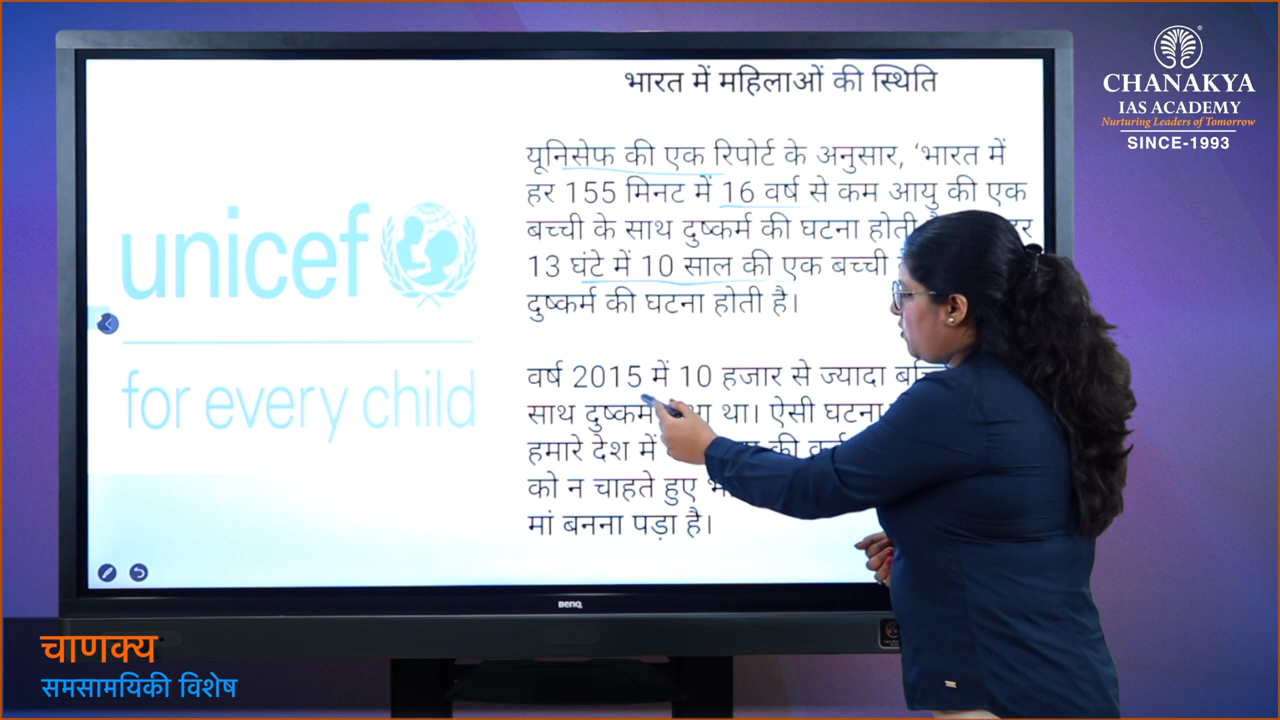 भारत में महिलाओं की स्थिति
यूनिसेफ की एक रिपोर्ट के अनुसार, ‘भारत में
हर 155 मिनट में 16 वर्ष से कम आयु की एक
बच्ची के साथ दुष्कर्म की घटना होती
13 घंटे में 10 साल की एक बच्ची
दुष्कर्म की घटना होती है।
वर्ष 2015 में 10 हजार से ज्यादा
साथ दुष्कर्म था। ऐसी घटना
हमारे देश में की
को न चाहते हुए
मां बनना पड़ा है।
unicef
for every child
BenQ
CHANAKYA
IAS ACADEMY
Nurturing Leaders of Tomorrow
SINCE-1993
चाणक्य
समसामयिकी विशेष